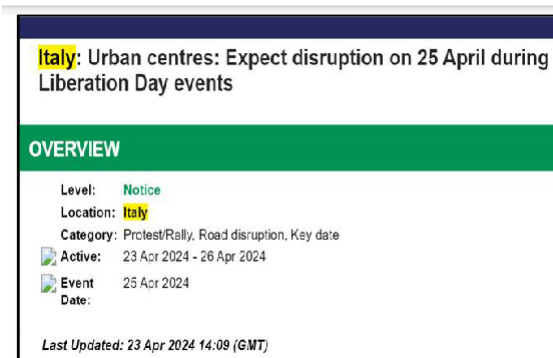 Italy: Urban centres: Expect disruption on 25 April during
Liberation Day events
OVERVIEW
Level: Notice
Location: Italy
Category: Protest/Rally, Road disruption, Key date
Active: 23 Apr 2024 - 26 Apr 2024
Event 25 Apr 2024
Date:
Last Updated: 23 Apr 2024 14:09 (GMT)